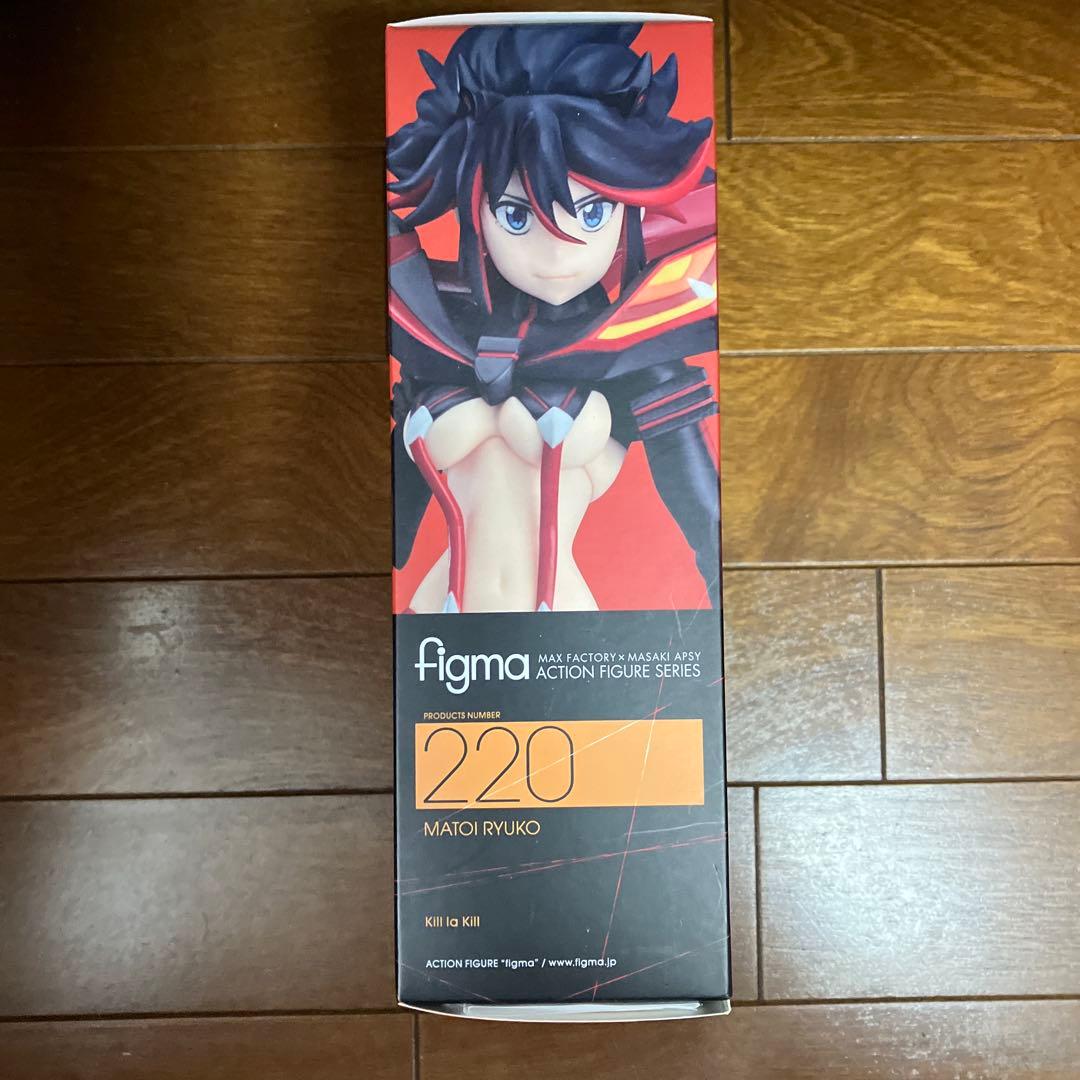 figma
MAX FACTORY×MASAKI APSY
ACTION FIGURE SERIES
PRODUCTS NUMBER
220
MATOI RYUKO
Kill la Kill
ACTION FIGURE "figma" / www.figma.jp